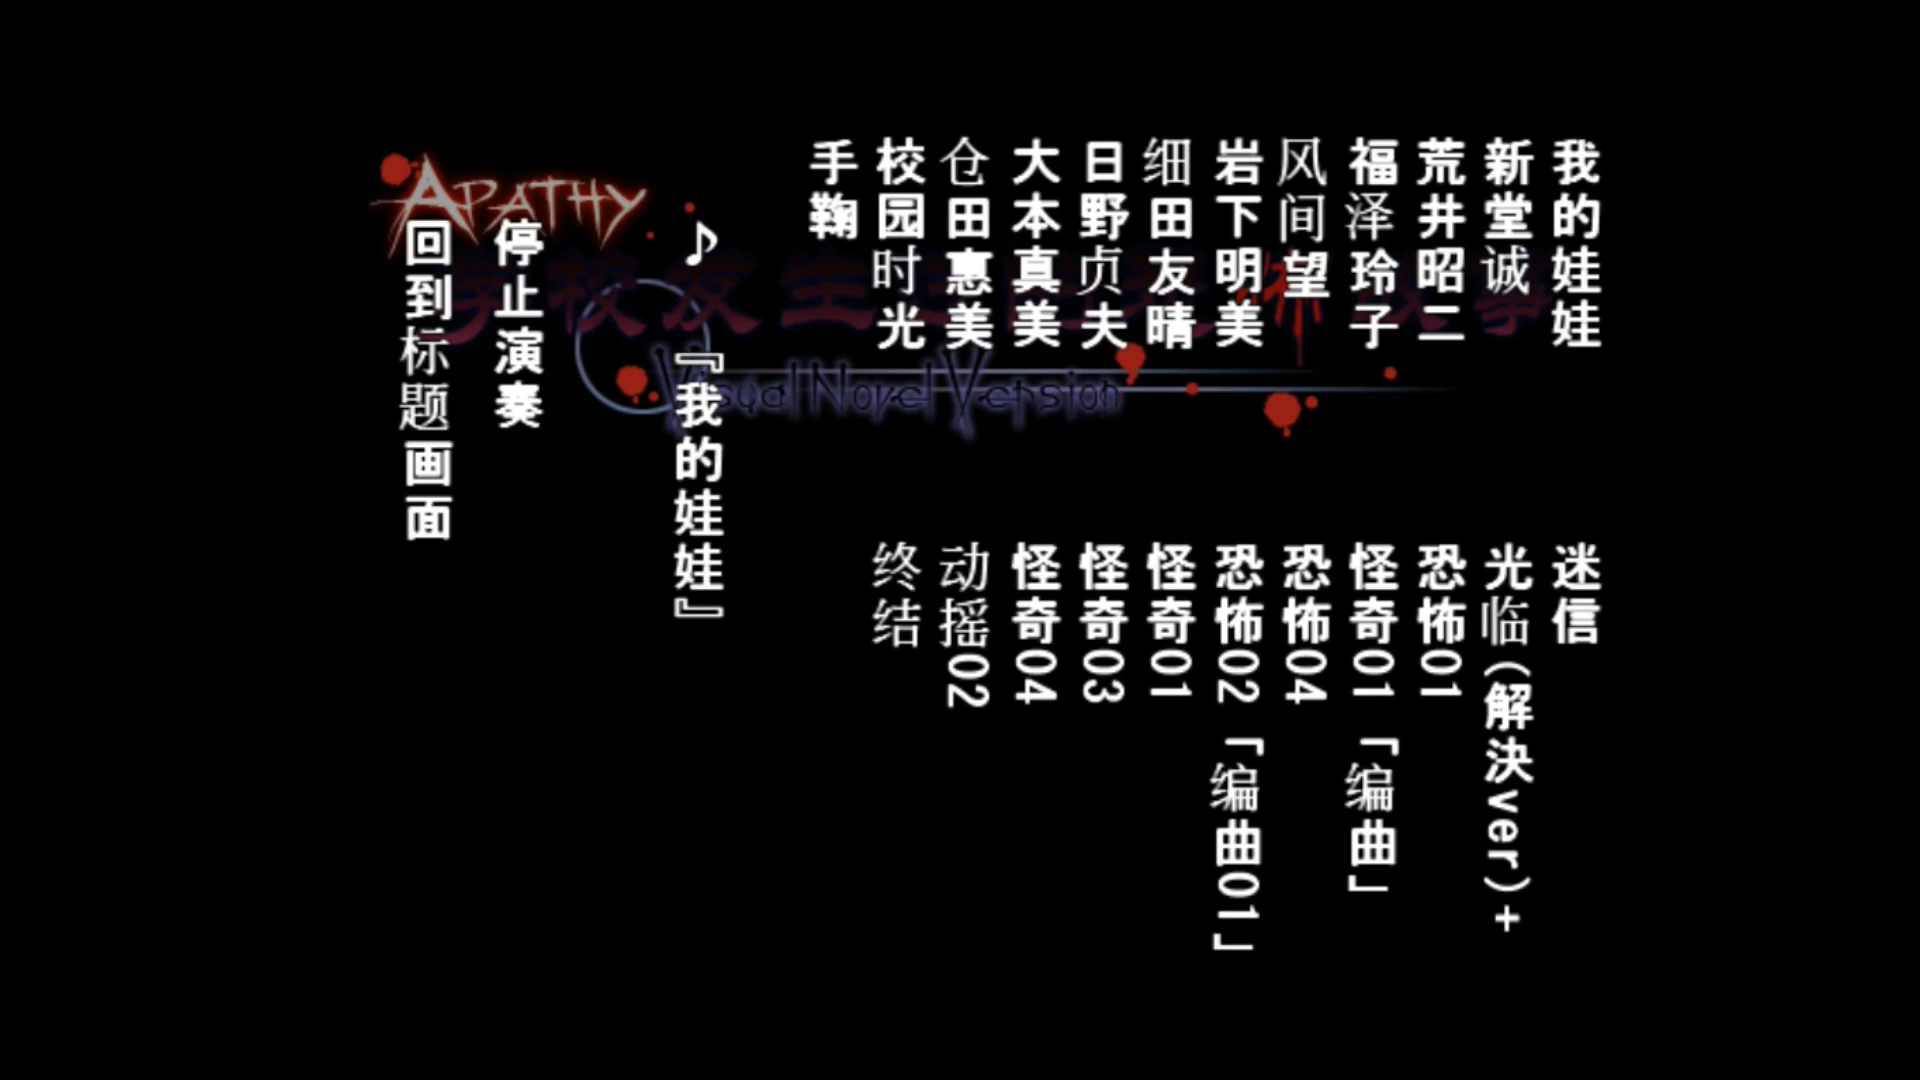 我的娃娃
新堂诚
荒井昭二
福泽玲子
风间望
岩下明美
细田友晴
日野贞夫
大本真美
仓田惠美
校园时光
手鞠
迷信
光临(解決ver)+
恐怖01
怪奇01「编曲」
恐怖04
恐怖02「编曲01」
怪奇01
怪奇03
怪奇04
动摇02
终结
♪『我的娃娃』
停止演奏
回到标题画面
APATHY
Visual Novel Version